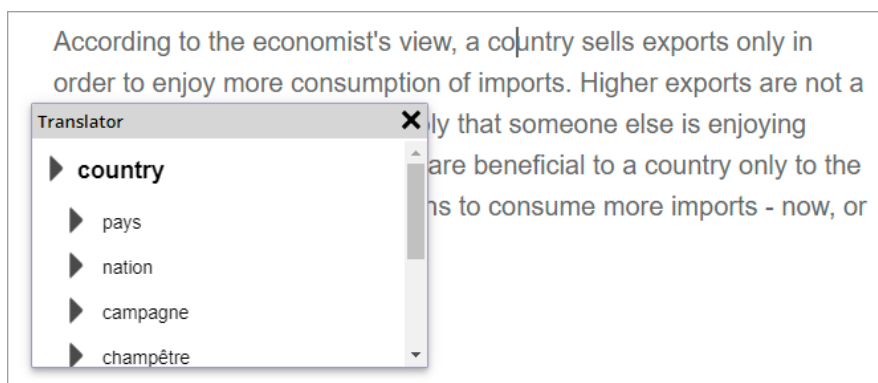 According to the economist's view, a country sells exports only in
order to enjoy more consumption of imports. Higher exports are not a
ly that someone else is enjoying
are beneficial to a country only to the
ns to consume more imports - now, or
Translator
country
pays
nation
campagne
champêtre